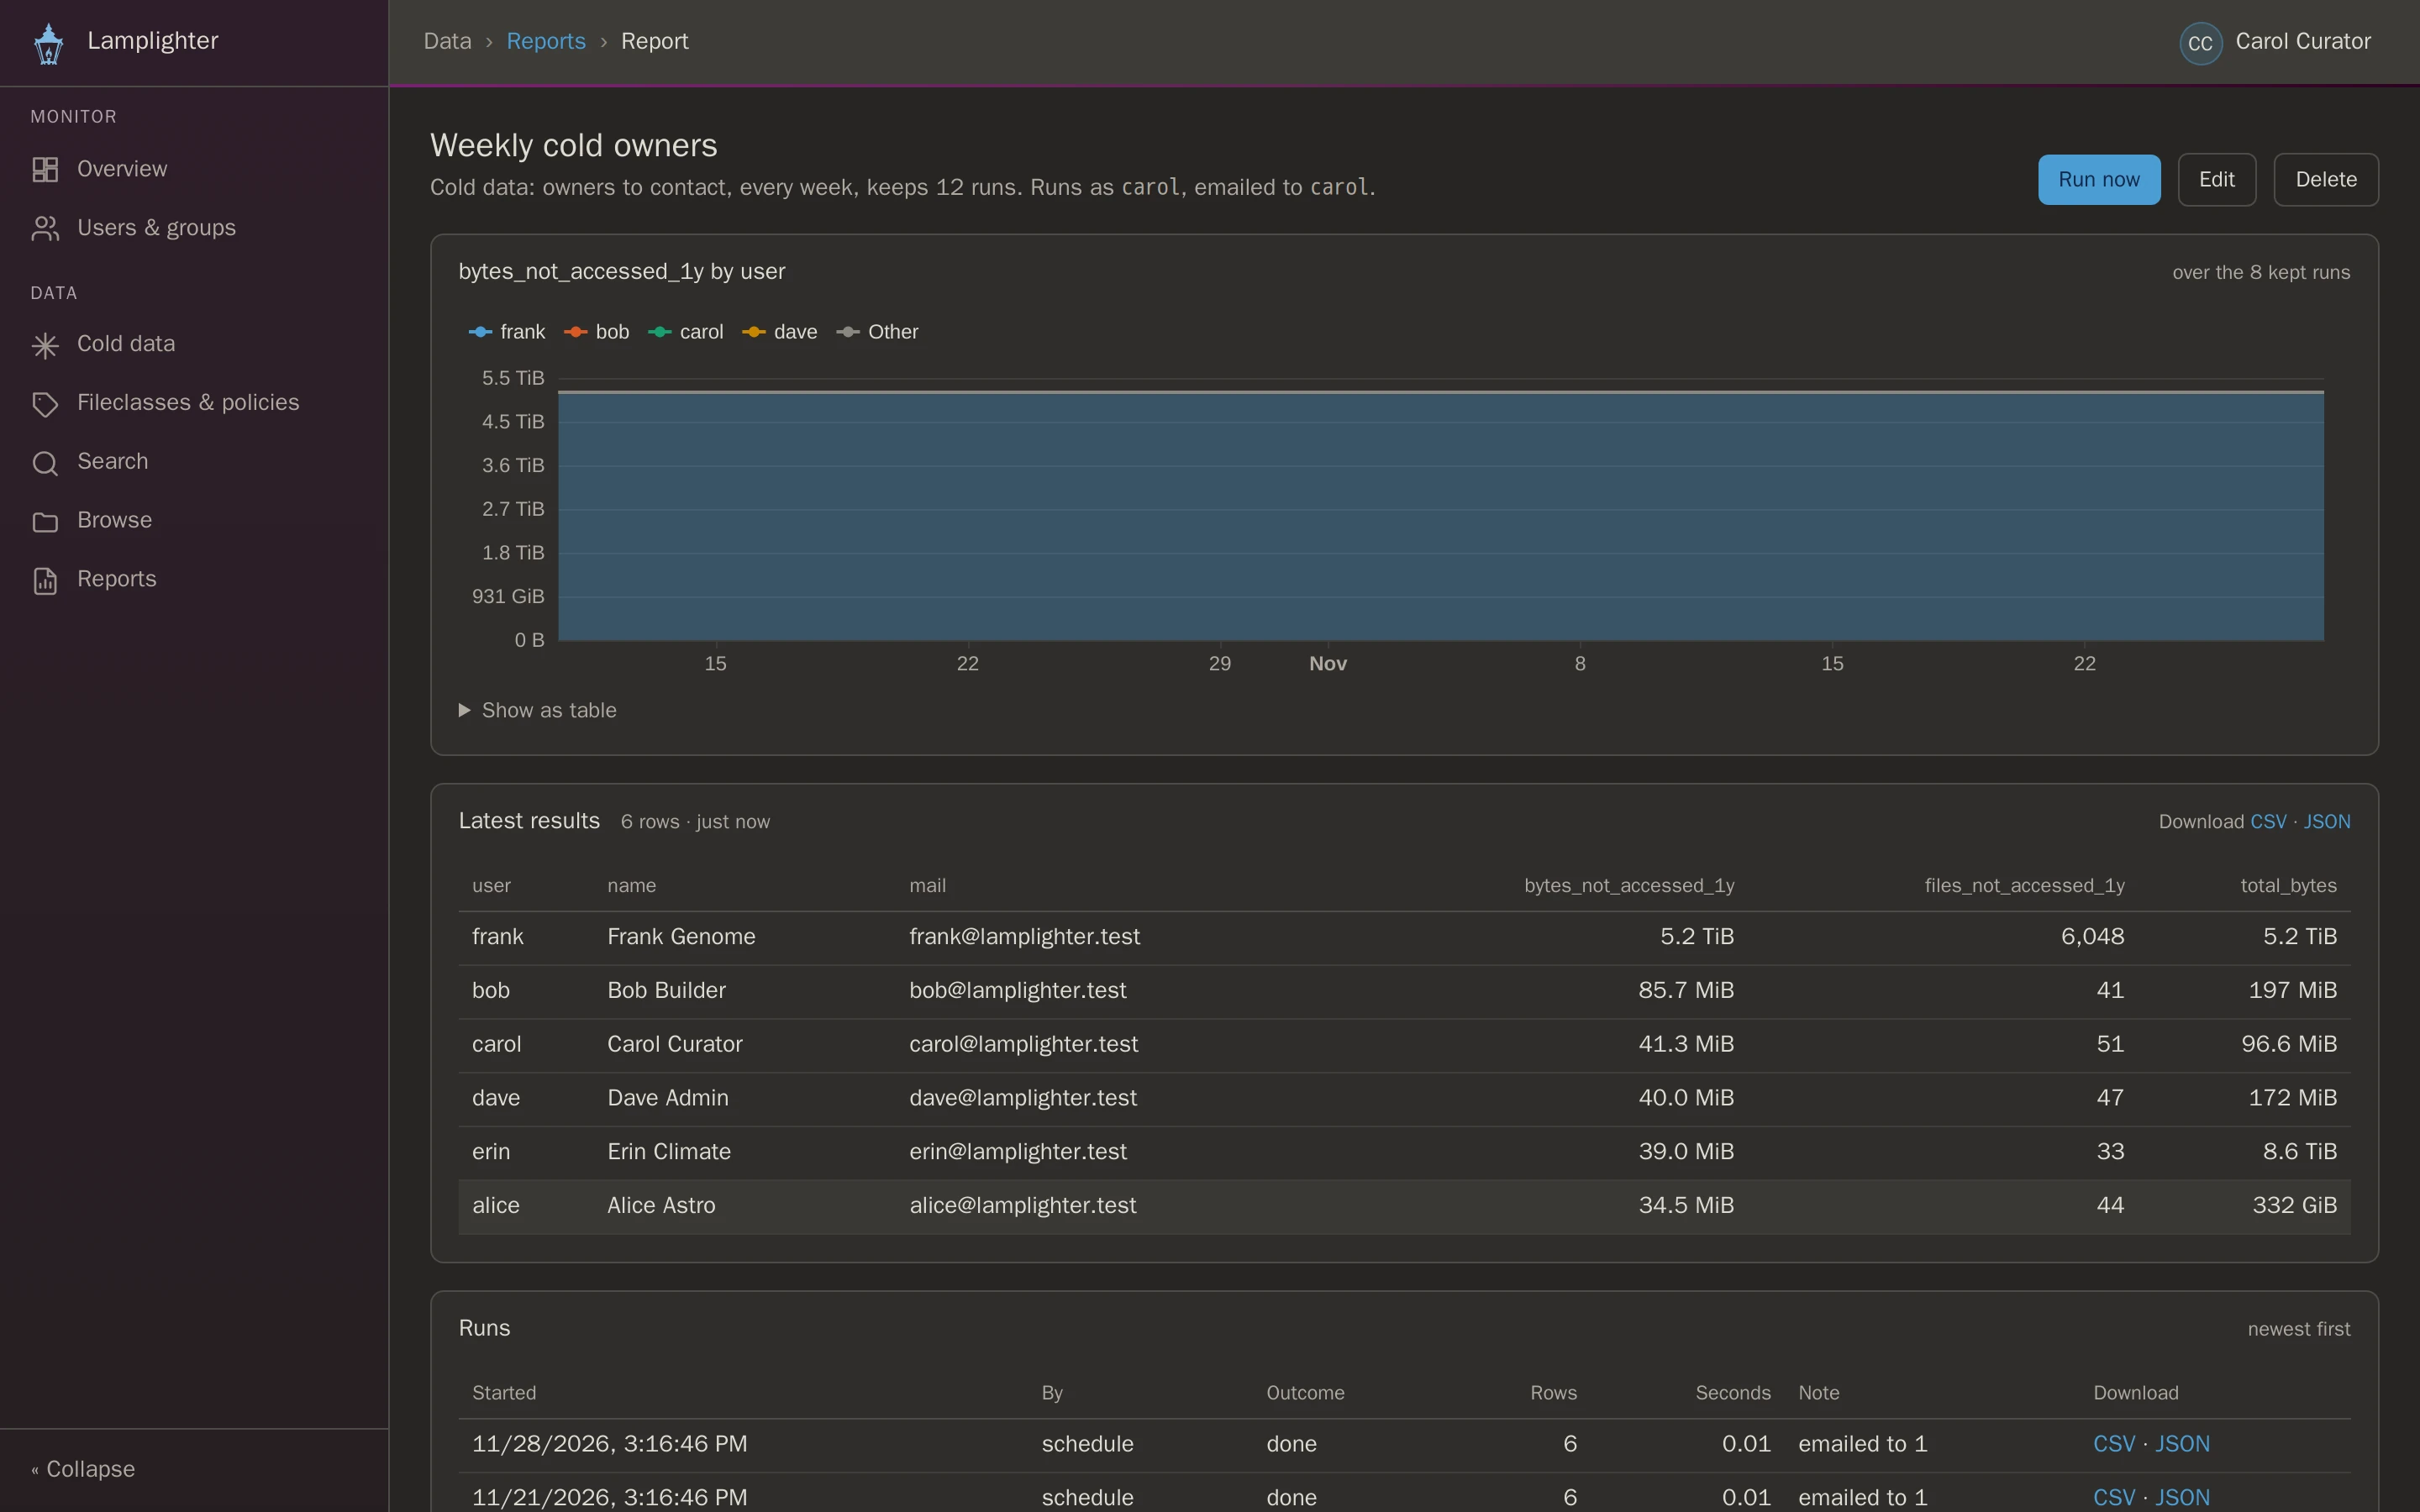 Lamplighter
Data › Reports › Report
CC Carol Curator
MONITOR
Overview
Users & groups
DATA
Cold data
Fileclasses & policies
Search
Browse
Reports
« Collapse
Weekly cold owners
Cold data: owners to contact, every week, keeps 12 runs. Runs as carol, emailed to carol.
Run now Edit Delete
bytes_not_accessed_1y by user over the 8 kept runs
frank bob carol dave Other
5.5 TiB
4.5 TiB
3.6 TiB
2.7 TiB
1.8 TiB
931 GiB
0 B
15 22 29 Nov 8 15 22
Show as table
Latest results 6 rows · just now Download CSV · JSON
user name mail bytes_not_accessed_1y files_not_accessed_1y total_bytes
frank Frank Genome frank@lamplighter.test 5.2 TiB 6,048 5.2 TiB
bob Bob Builder bob@lamplighter.test 85.7 MiB 41 197 MiB
carol Carol Curator carol@lamplighter.test 41.3 MiB 51 96.6 MiB
dave Dave Admin dave@lamplighter.test 40.0 MiB 47 172 MiB
erin Erin Climate erin@lamplighter.test 39.0 MiB 33 8.6 TiB
alice Alice Astro alice@lamplighter.test 34.5 MiB 44 332 GiB
Runs newest first
Started By Outcome Rows Seconds Note Download
11/28/2026, 3:16:46 PM schedule done 6 0.01 emailed to 1 CSV · JSON
11/21/2026, 3:16:46 PM schedule done 6 0.01 emailed to 1 CSV · JSON